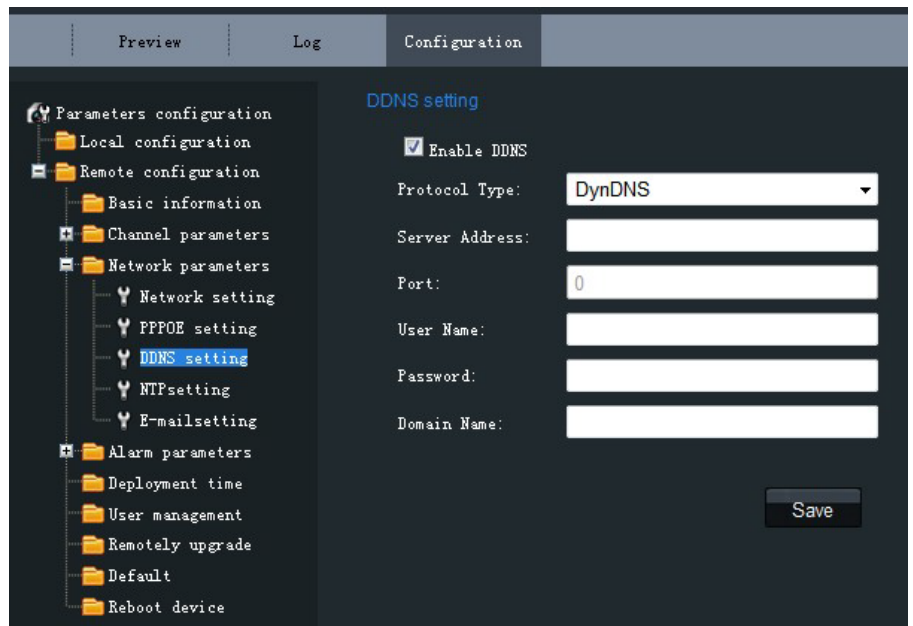 Preview
Log
Configuration
Parameters configuration
Local configuration
Remote configuration
Basic information
Channel parameters
Network parameters
Network setting
PPPOE setting
DDNS setting
NTPsetting
E-mailsetting
Alarm parameters
Deployment time
User management
Remotely upgrade
Default
Reboot device
DDNS setting
Enable DDNS
Protocol Type: DynDNS
Server Address:
Port: 0
User Name:
Password:
Domain Name:
Save